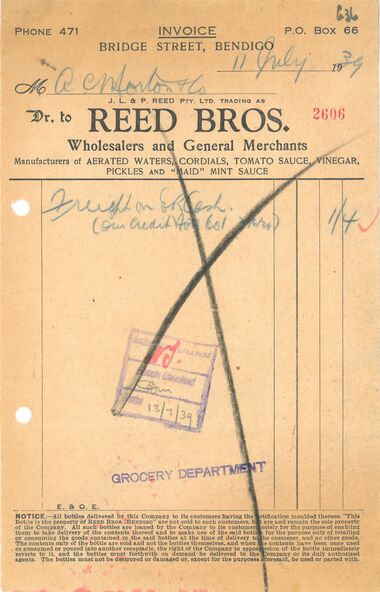 636
PHONE 471 INVOICE P.O. BOX 66
BRIDGE STREET, BENDIGO
11 July 1939
M A C Horton & Co
J. L. & P. REED PTY. LTD. TRADING AS
Dr. to REED BROS. 2606
Wholesalers and General Merchants
Manufacturers of AERATED WATERS, CORDIALS, TOMATO SAUCE, VINEGAR,
PICKLES AND "MAID" MINT SAUCE
Freight on Cash. 1/4
(Our Credit
Goods Checked
13/7/39
GROCERY DEPARTMENT
E. & O. E.
NOTICE.—All bottles delivered by this Company to its customers having the notification moulded thereon "This
Bottle is the property of REED BROS. BENDIGO" are not sold to such customers, but are and remain the sole property
of the Company. All such bottles are loaned by the Company to its customers solely for the purpose of enabling
them to take delivery of the contents thereof and to make use of the said bottles for the purpose of retailing
or consuming the goods contained in the said bottles at the time of delivery to the customer, and no other goods.
The contents only of the bottle are sold and not the bottles themselves, and when the contents have been once used
or consumed or poured into another receptacle, the right of the Company to repossession of the bottle immediately
reverts to it, and the bottles must forthwith on demand be delivered to the Company or its duly authorised
agents. The bottles must not be destroyed or damaged, or, except for the purposes aforesaid, be used or parted with.